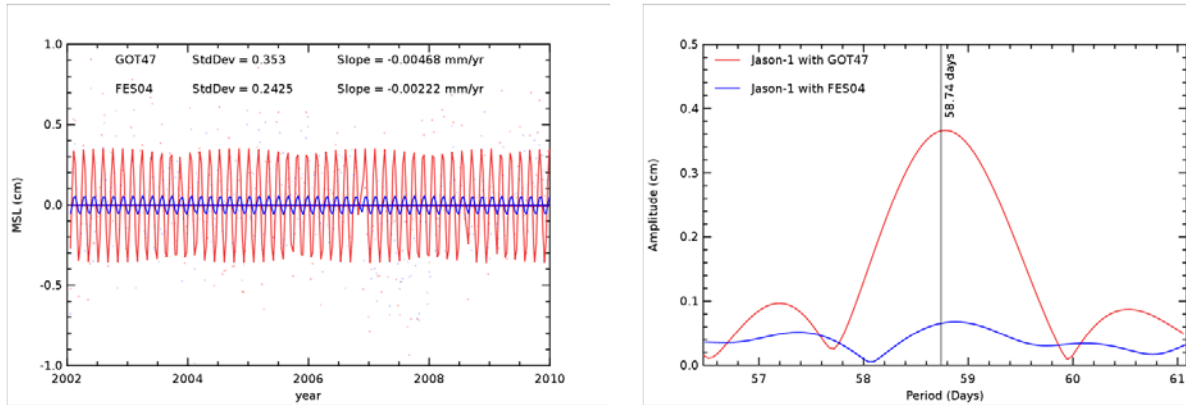 GOT47 StdDev = 0.353 Slope = -0.00468 mm/yr
FES04 StdDev = 0.2425 Slope = -0.00222 mm/yr
MSL (cm)
1.0
0.5
0.0
-0.5
-1.0
2002 2004 2006 2008 2010
year
Jason-1 with GOT47
Jason-1 with FES04
58.74 days
Amplitude (cm)
0.5
0.4
0.3
0.2
0.1
0.0
57 58 59 60 61
Period (Days)